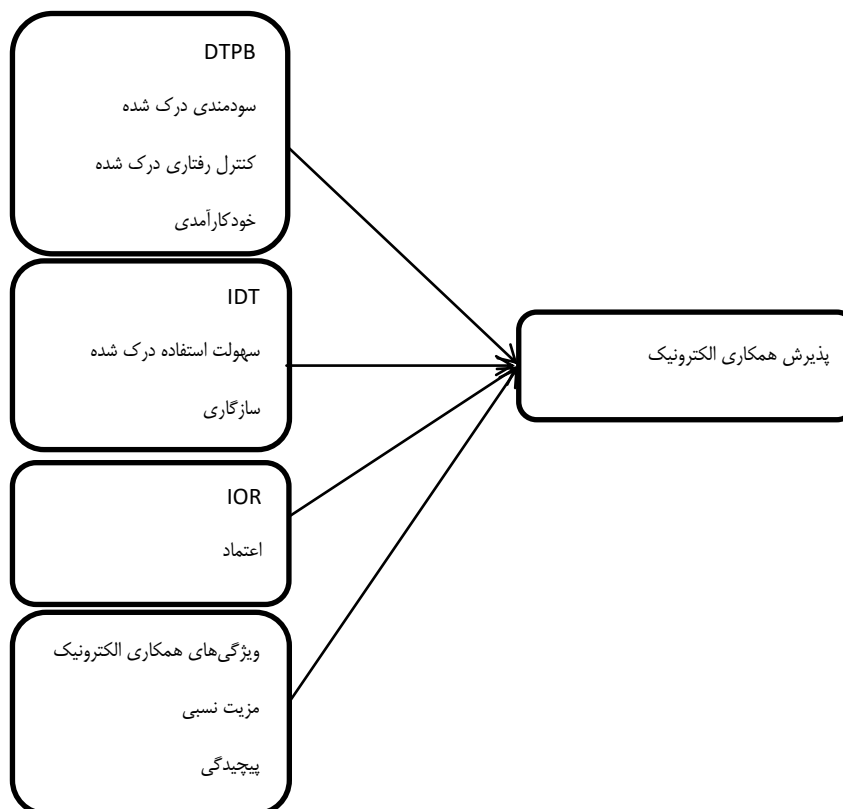 DTPB
سودمندی درک شده
کنترل رفتاری درک شده
خودکارآمدی
IDT
سهولت استفاده درک شده
سازگاری
IOR
اعتماد
ویژگی‌های همکاری الکترونیک
مزیت نسبی
پیچیدگی
پذیرش همکاری الکترونیک